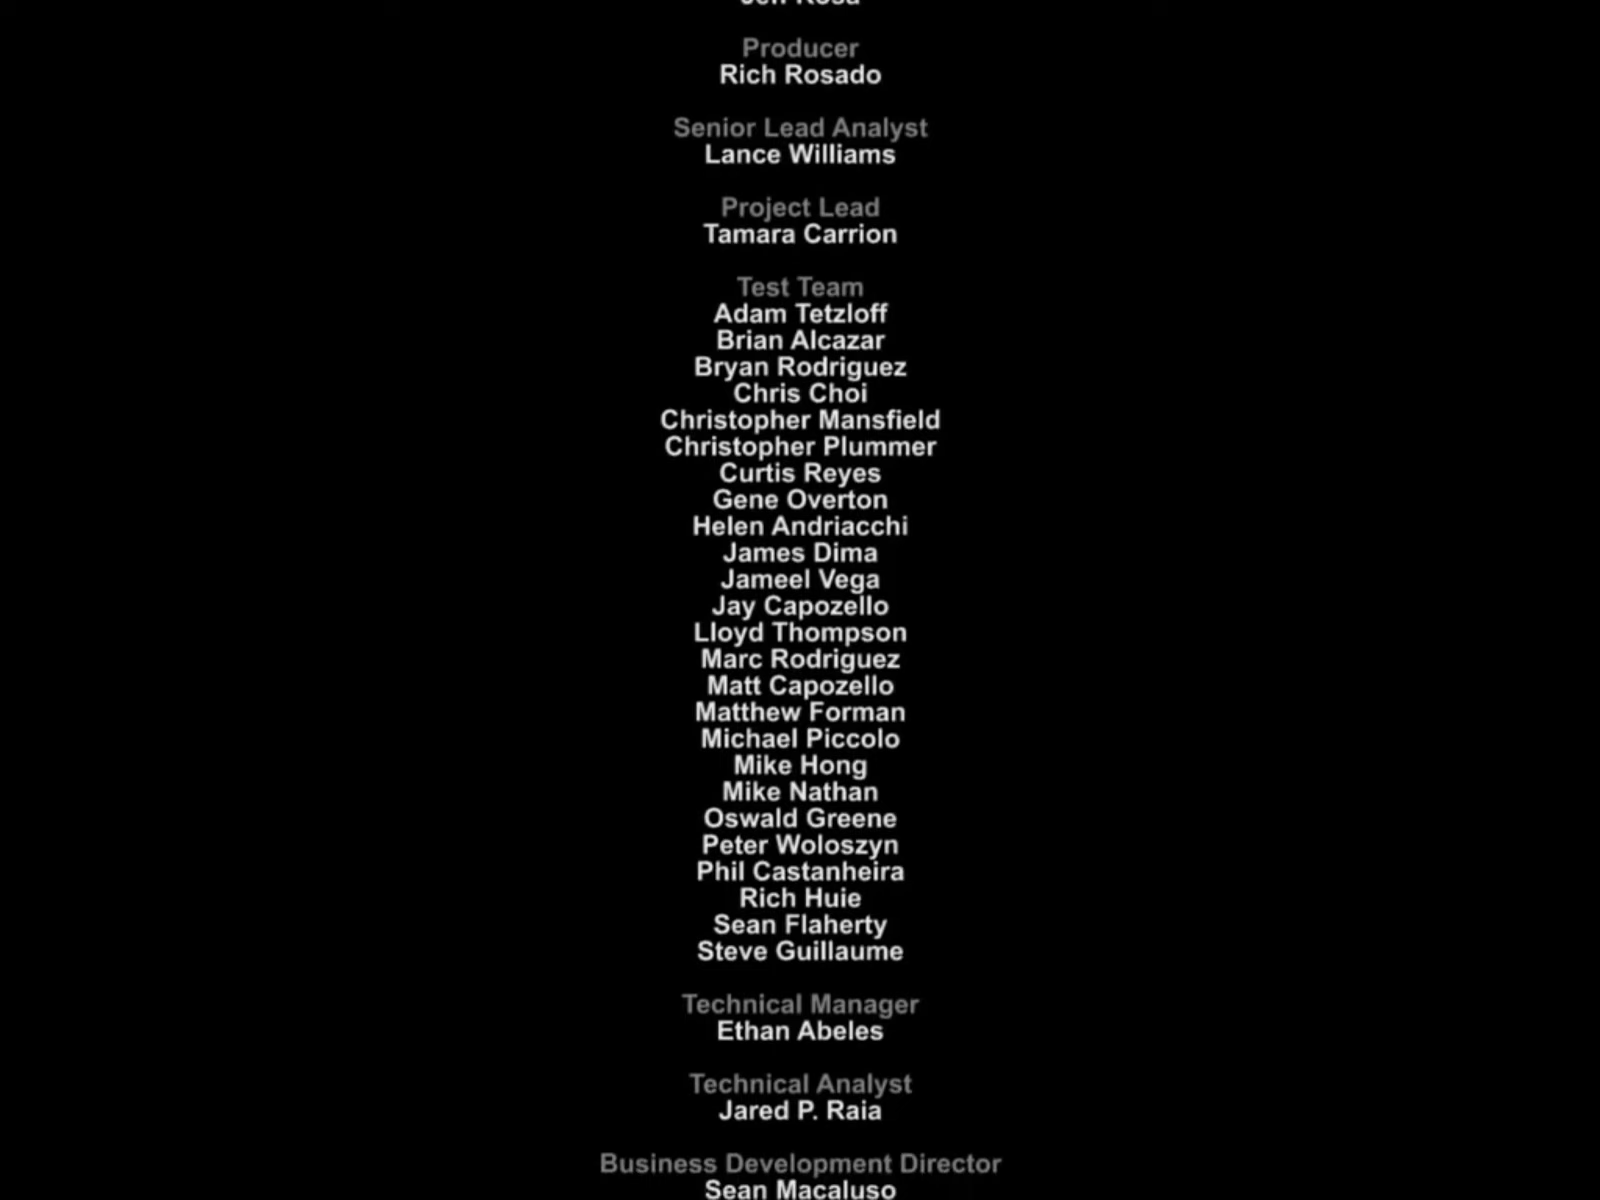 Jen Rosa
Producer
Rich Rosado
Senior Lead Analyst
Lance Williams
Project Lead
Tamara Carrion
Test Team
Adam Tetzloff
Brian Alcazar
Bryan Rodriguez
Chris Choi
Christopher Mansfield
Christopher Plummer
Curtis Reyes
Gene Overton
Helen Andriacchi
James Dima
Jameel Vega
Jay Capozello
Lloyd Thompson
Marc Rodriguez
Matt Capozello
Matthew Forman
Michael Piccolo
Mike Hong
Mike Nathan
Oswald Greene
Peter Woloszyn
Phil Castanheira
Rich Huie
Sean Flaherty
Steve Guillaume
Technical Manager
Ethan Abeles
Technical Analyst
Jared P. Raia
Business Development Director
Sean Macaluso